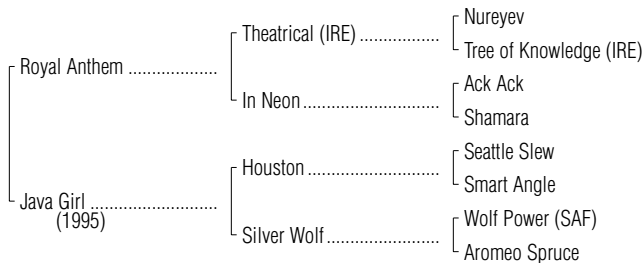 Nureyev
Theatrical (IRE) ..................
Tree of Knowledge (IRE)
Royal Anthem ....................
Ack Ack
In Neon ...............................
Shamara
Seattle Slew
Houston ..............................
Smart Angle
Java Girl .............................
(1995)
Wolf Power (SAF)
Silver Wolf ..........................
Aromeo Spruce